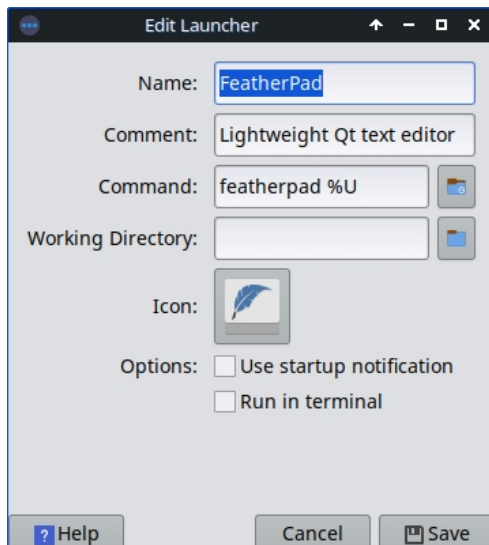 Edit Launcher
Name: FeatherPad
Comment: Lightweight Qt text editor
Command: featherpad %U
Working Directory:
Icon:
Options: Use startup notification
Run in terminal
? Help Cancel Save